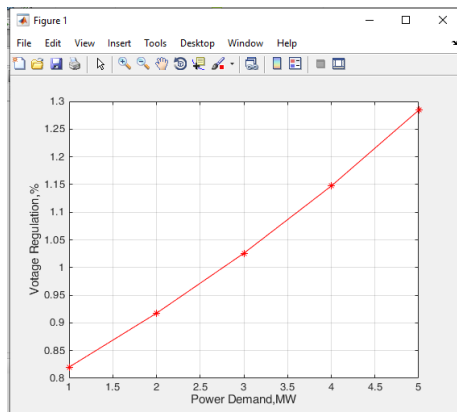 Figure 1
File Edit View Insert Tools Desktop Window Help
1.3
1.25
1.2
1.15
1.1
1.05
1
0.95
0.9
0.85
0.8
Votage Regulation,%
1 1.5 2 2.5 3 3.5 4 4.5 5
Power Demand,MW